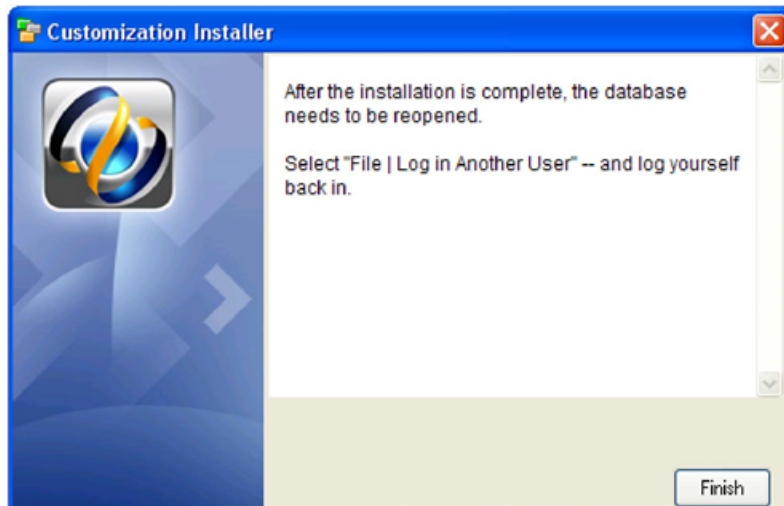 Customization Installer
After the installation is complete, the database
needs to be reopened.
Select "File | Log in Another User" -- and log yourself
back in.
Finish